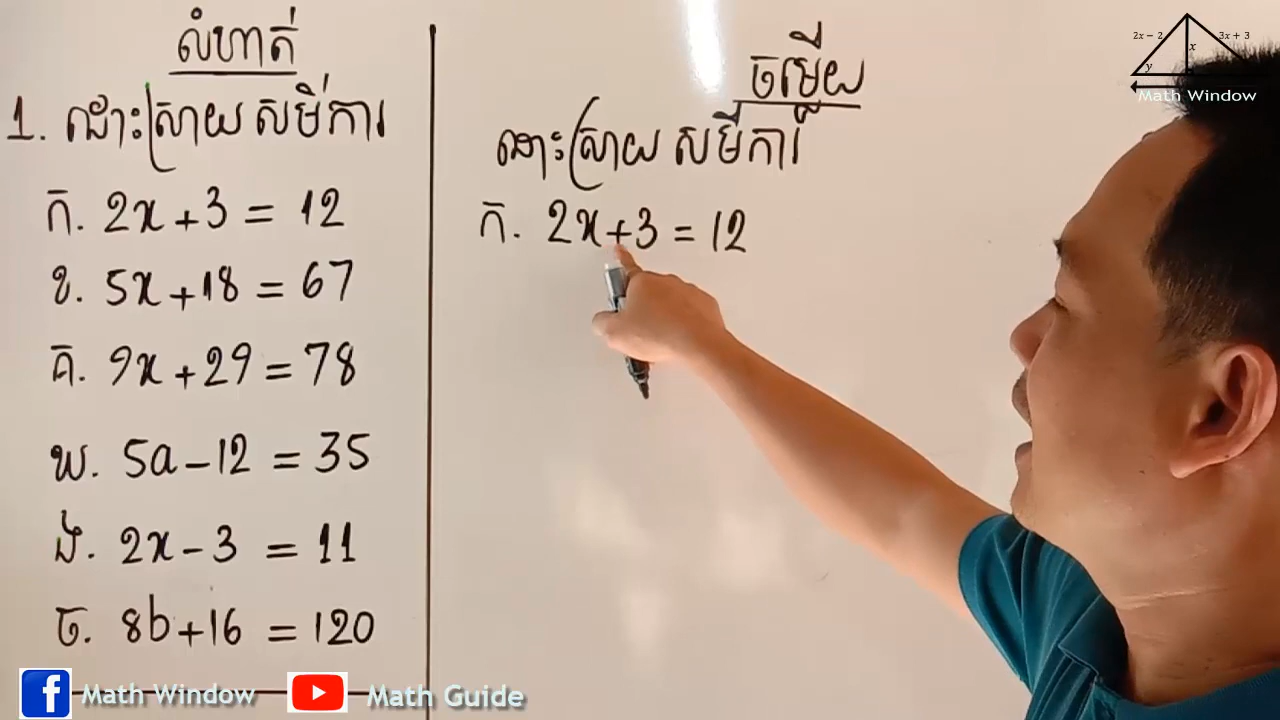 លំហាត់
1. ដោះស្រាយ សមីការ
ក. 2x + 3 = 12
ខ. 5x + 18 = 67
គ. 9x + 29 = 78
ឃ. 5a - 12 = 35
ង. 2x - 3 = 11
ច. 8b + 16 = 120
ចម្លើយ
ដោះស្រាយ សមីការ
ក. 2x + 3 = 12
2x - 2
3x + 3
x
y
Math Window
Math Window
Math Guide